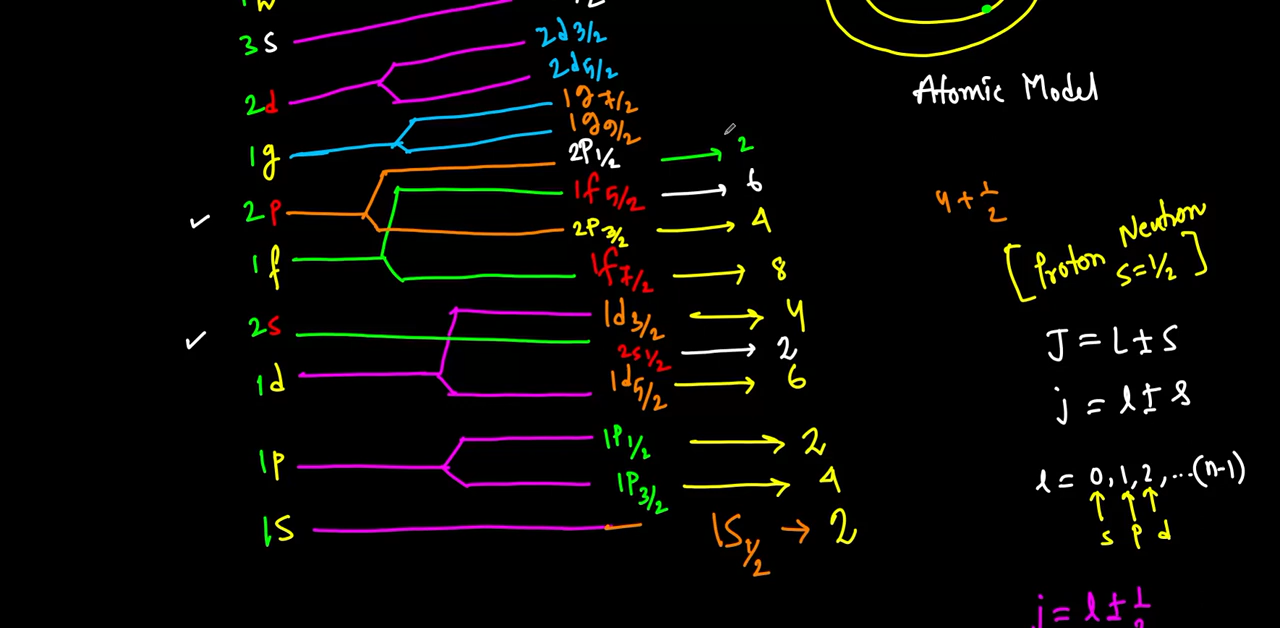 3s
2d3/2
2d5/2
2d
1g7/2
1g9/2
1g
2P1/2 → 2
1f5/2 → 6
2p
2P3/2 → 4
1f
1f7/2 → 8
1d3/2 → 4
2s
2s1/2 → 2
1d
1d5/2 → 6
1p
1P1/2 → 2
1P3/2 → 4
1S
1S1/2 → 2
Atomic Model
4 + 1/2
[Proton Neutron
S=1/2]
J = L ± S
j = l ± s
l = 0, 1, 2, ...(n-1)
s p d
j = l ± 1/2